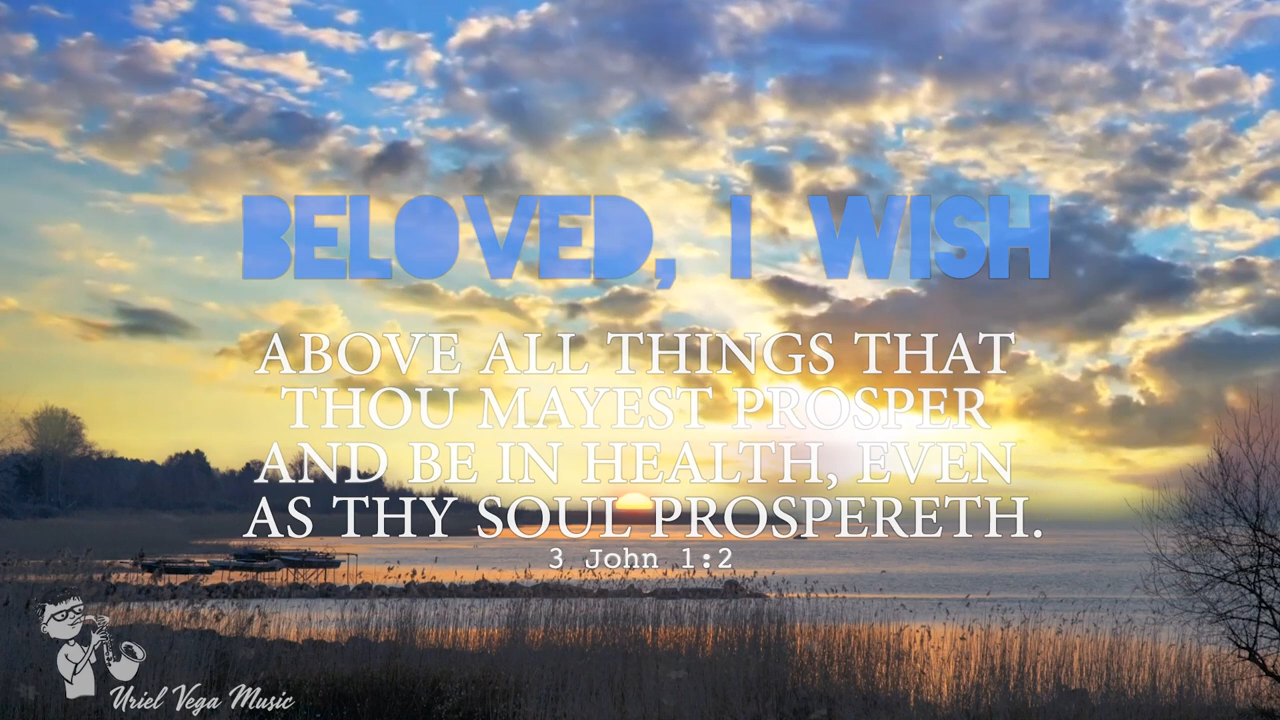 BELOVED, I WISH
ABOVE ALL THINGS THAT
THOU MAYEST PROSPER
AND BE IN HEALTH, EVEN
AS THY SOUL PROSPERETH.
3 John 1:2
Uriel Vega Music